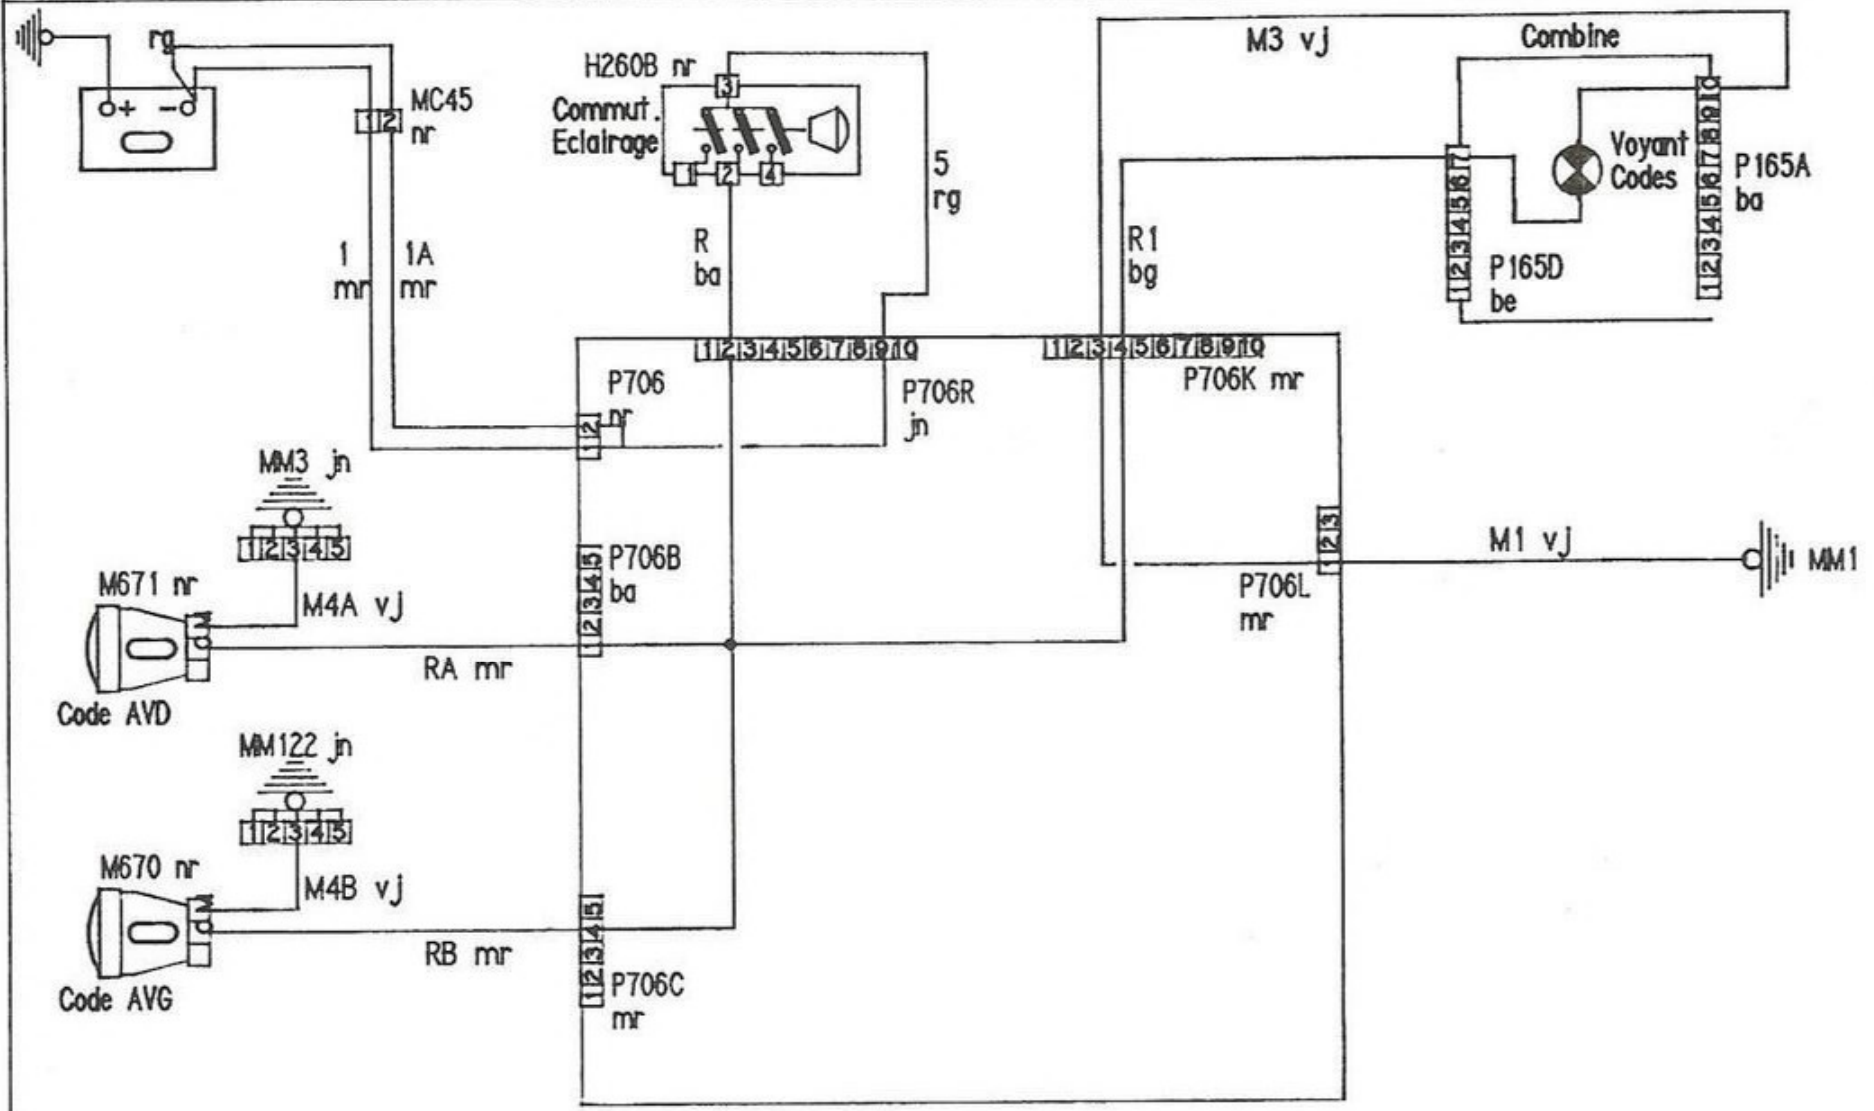 rg
+ -
12
MC45
nr
1
mr
1A
mr
H260B nr
Commut.
Eclairage
3
1 2 4
5
rg
R
ba
M3 vj
Combine
Voyant
Codes
10
9
8
7
6
5
4
3
2
1
P165A
ba
7
6
5
4
3
2
1
P165D
be
R1
bg
1 2 3 4 5 6 7 8 9 10
P706R
jn
1 2 3 4 5 6 7 8 9 10
P706K mr
P706
nr
2
1
MM3 jn
1 2 3 4 5
M671 nr
M4A vj
Code AVD
RA mr
5
4
3
2
1
P706B
ba
3
2
1
P706L
mr
M1 vj
MM1
MM122 jn
1 2 3 4 5
M670 nr
M4B vj
Code AVG
RB mr
5
4
3
2
1
P706C
mr